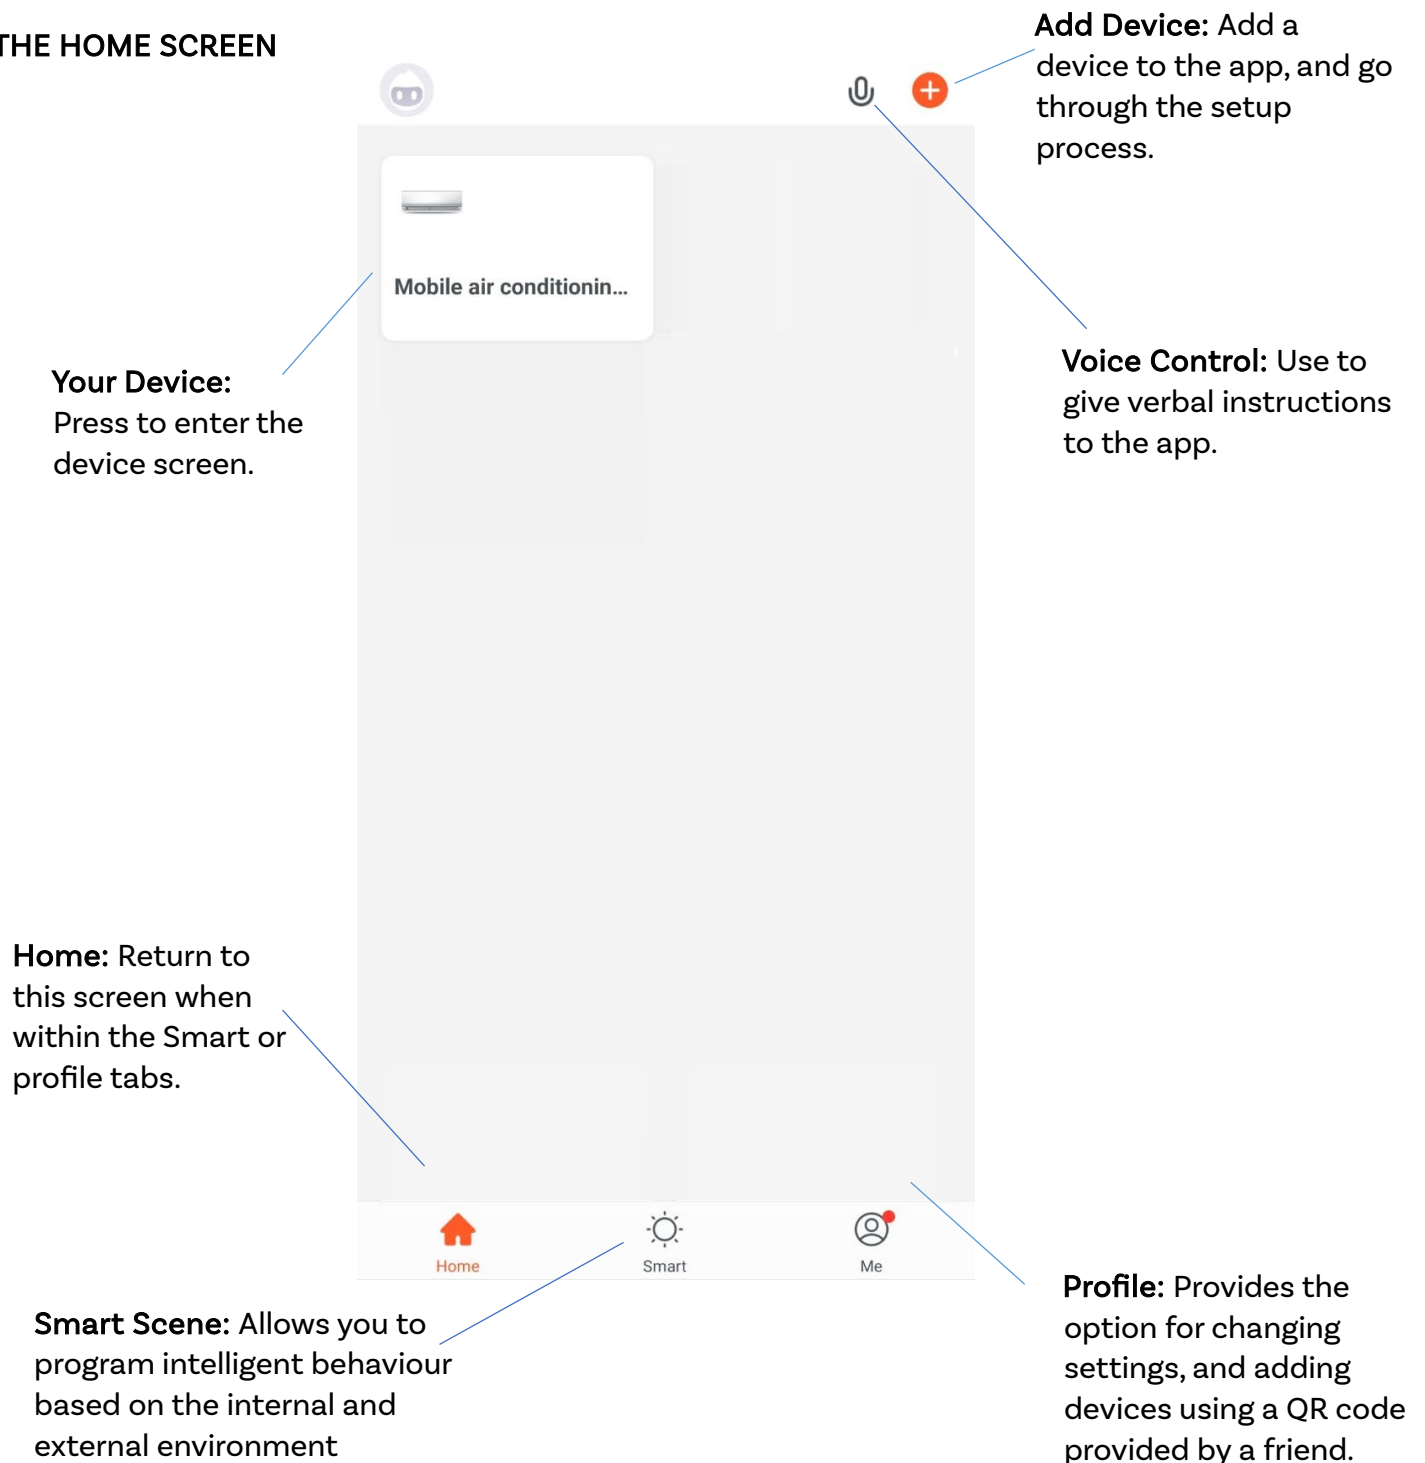 THE HOME SCREEN
Add Device: Add a
device to the app, and go
through the setup
process.
Mobile air conditionin...
Your Device:
Press to enter the
device screen.
Voice Control: Use to
give verbal instructions
to the app.
Home: Return to
this screen when
within the Smart or
profile tabs.
Home
Smart
Me
Smart Scene: Allows you to
program intelligent behaviour
based on the internal and
external environment
Profile: Provides the
option for changing
settings, and adding
devices using a QR code
provided by a friend.